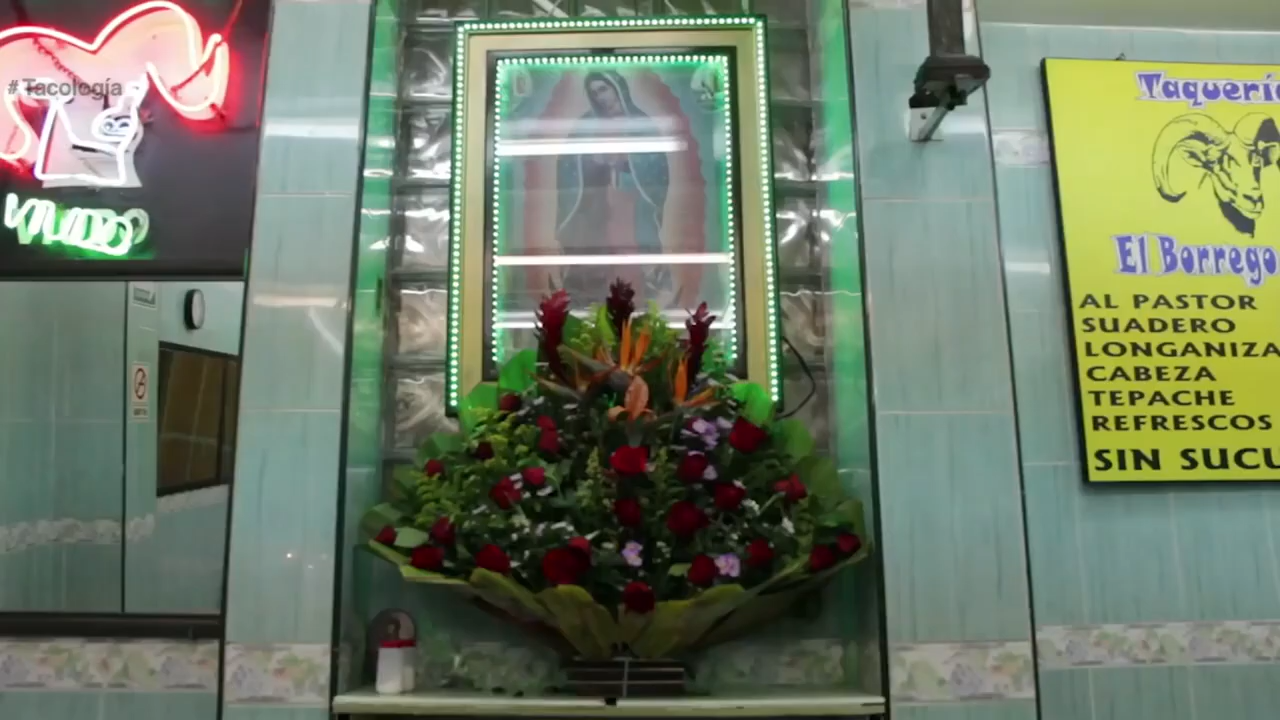 #Tacología
Taquería
El Borrego
AL PASTOR
SUADERO
LONGANIZA
CABEZA
TEPACHE
REFRESCOS
SIN SUCU